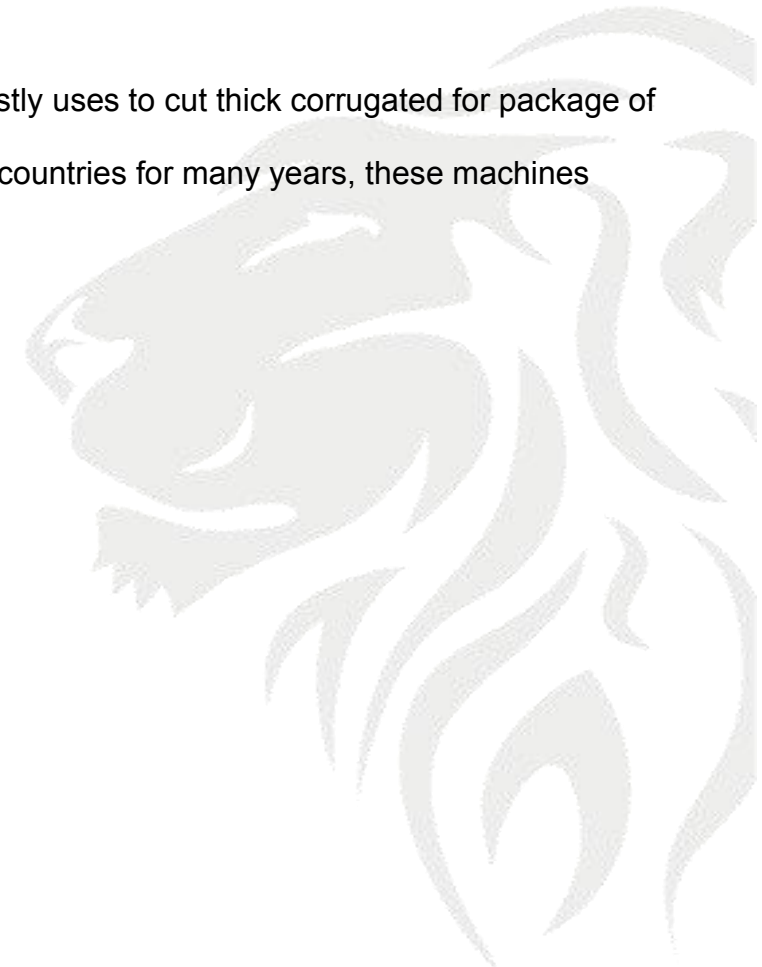 stly uses to cut thick corrugated for package of
countries for many years, these machines